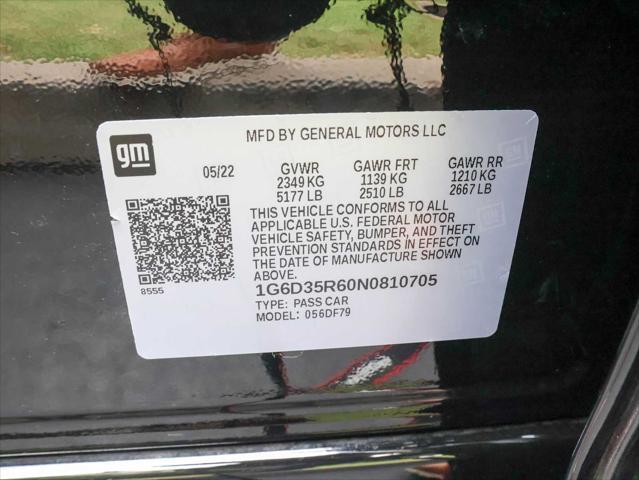 MFD BY GENERAL MOTORS LLC
gm
05/22 GVWR GAWR FRT GAWR RR
2349 KG 1139 KG 1210 KG
5177 LB 2510 LB 2667 LB
THIS VEHICLE CONFORMS TO ALL
APPLICABLE U.S. FEDERAL MOTOR
VEHICLE SAFETY, BUMPER, AND THEFT
PREVENTION STANDARDS IN EFFECT ON
THE DATE OF MANUFACTURE SHOWN
ABOVE.
8555
1G6D35R60N0810705
TYPE: PASS CAR
MODEL: 056DF79